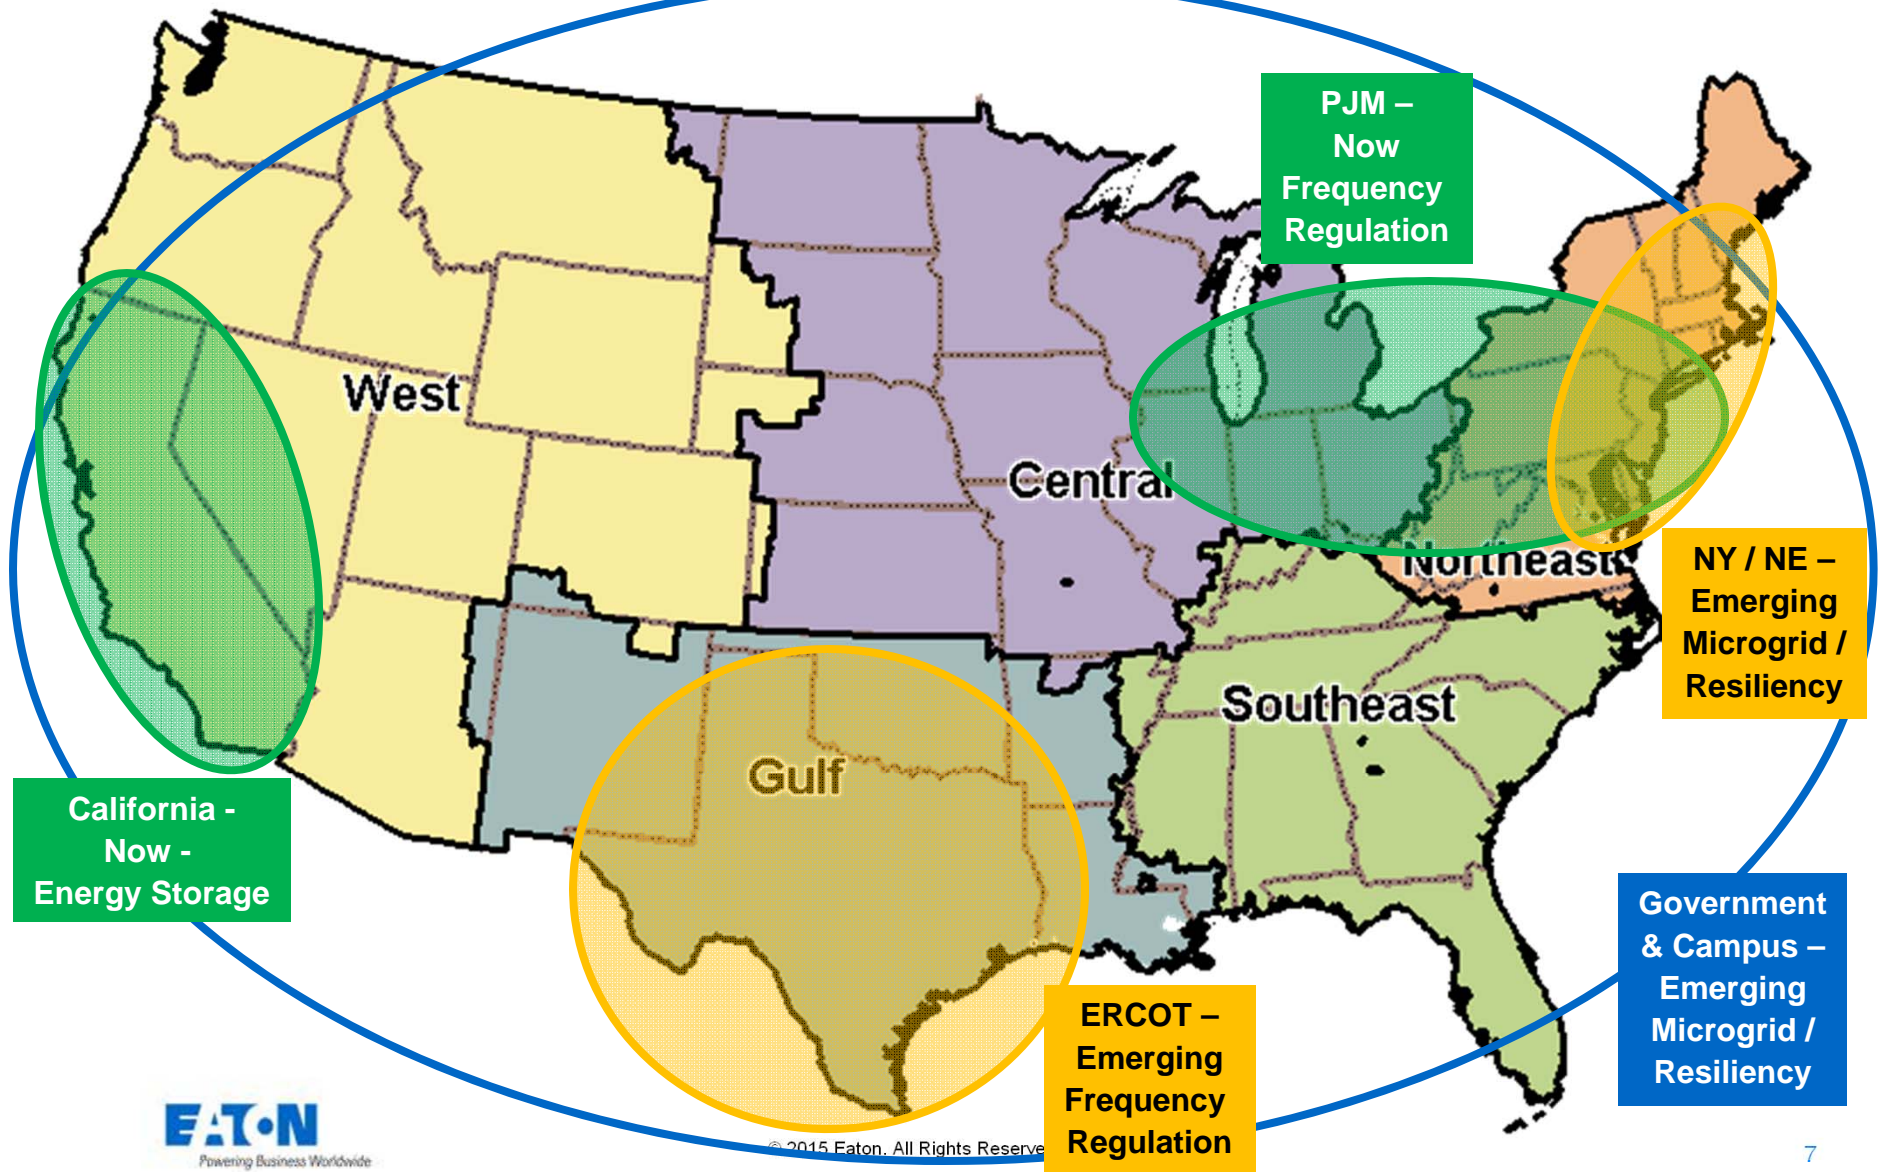 PJM –
Now
Frequency
Regulation
West
Central
Northeast
NY / NE –
Emerging
Microgrid /
Resiliency
Southeast
Gulf
California -
Now -
Energy Storage
Government
& Campus –
Emerging
Microgrid /
Resiliency
ERCOT –
Emerging
Frequency
Regulation
EATON
Powering Business Worldwide
© 2015 Eaton. All Rights Reserve
7